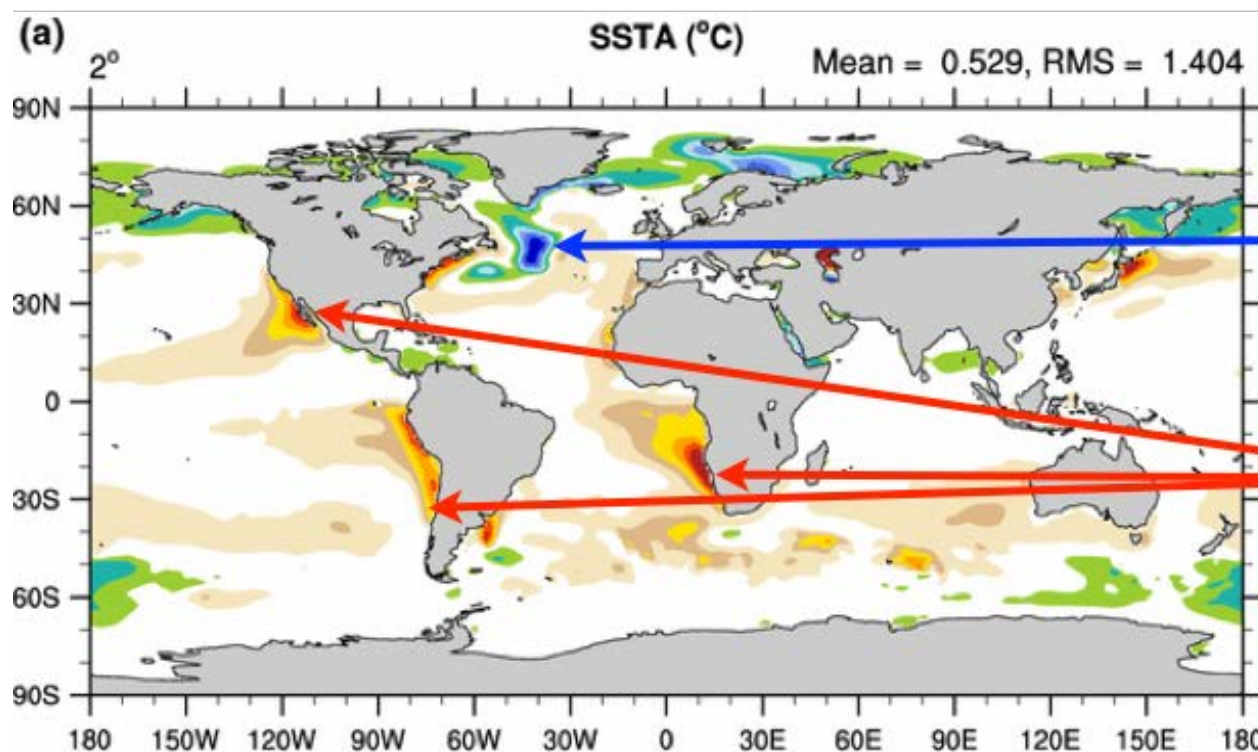 (a)
SSTA (°C)
2°
Mean = 0.529, RMS = 1.404
90N
60N
30N
0
30S
60S
90S
180 150W 120W 90W 60W 30W 0 30E 60E 90E 120E 150E 180